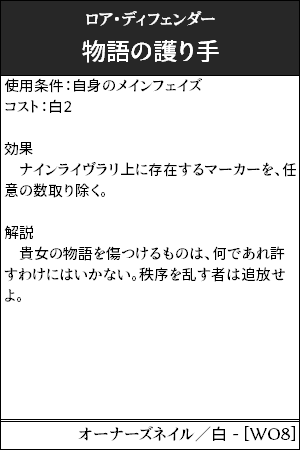 ロア・ディフェンダー
物語の護り手
使用条件：自身のメインフェイズ
コスト：白2
効果
　ナインライヴラリ上に存在するマーカーを、任
意の数取り除く。
解説
　貴女の物語を傷つけるものは、何であれ許
すわけにはいかない。秩序を乱す者は追放せ
よ。
オーナーズネイル／白 - [W08]